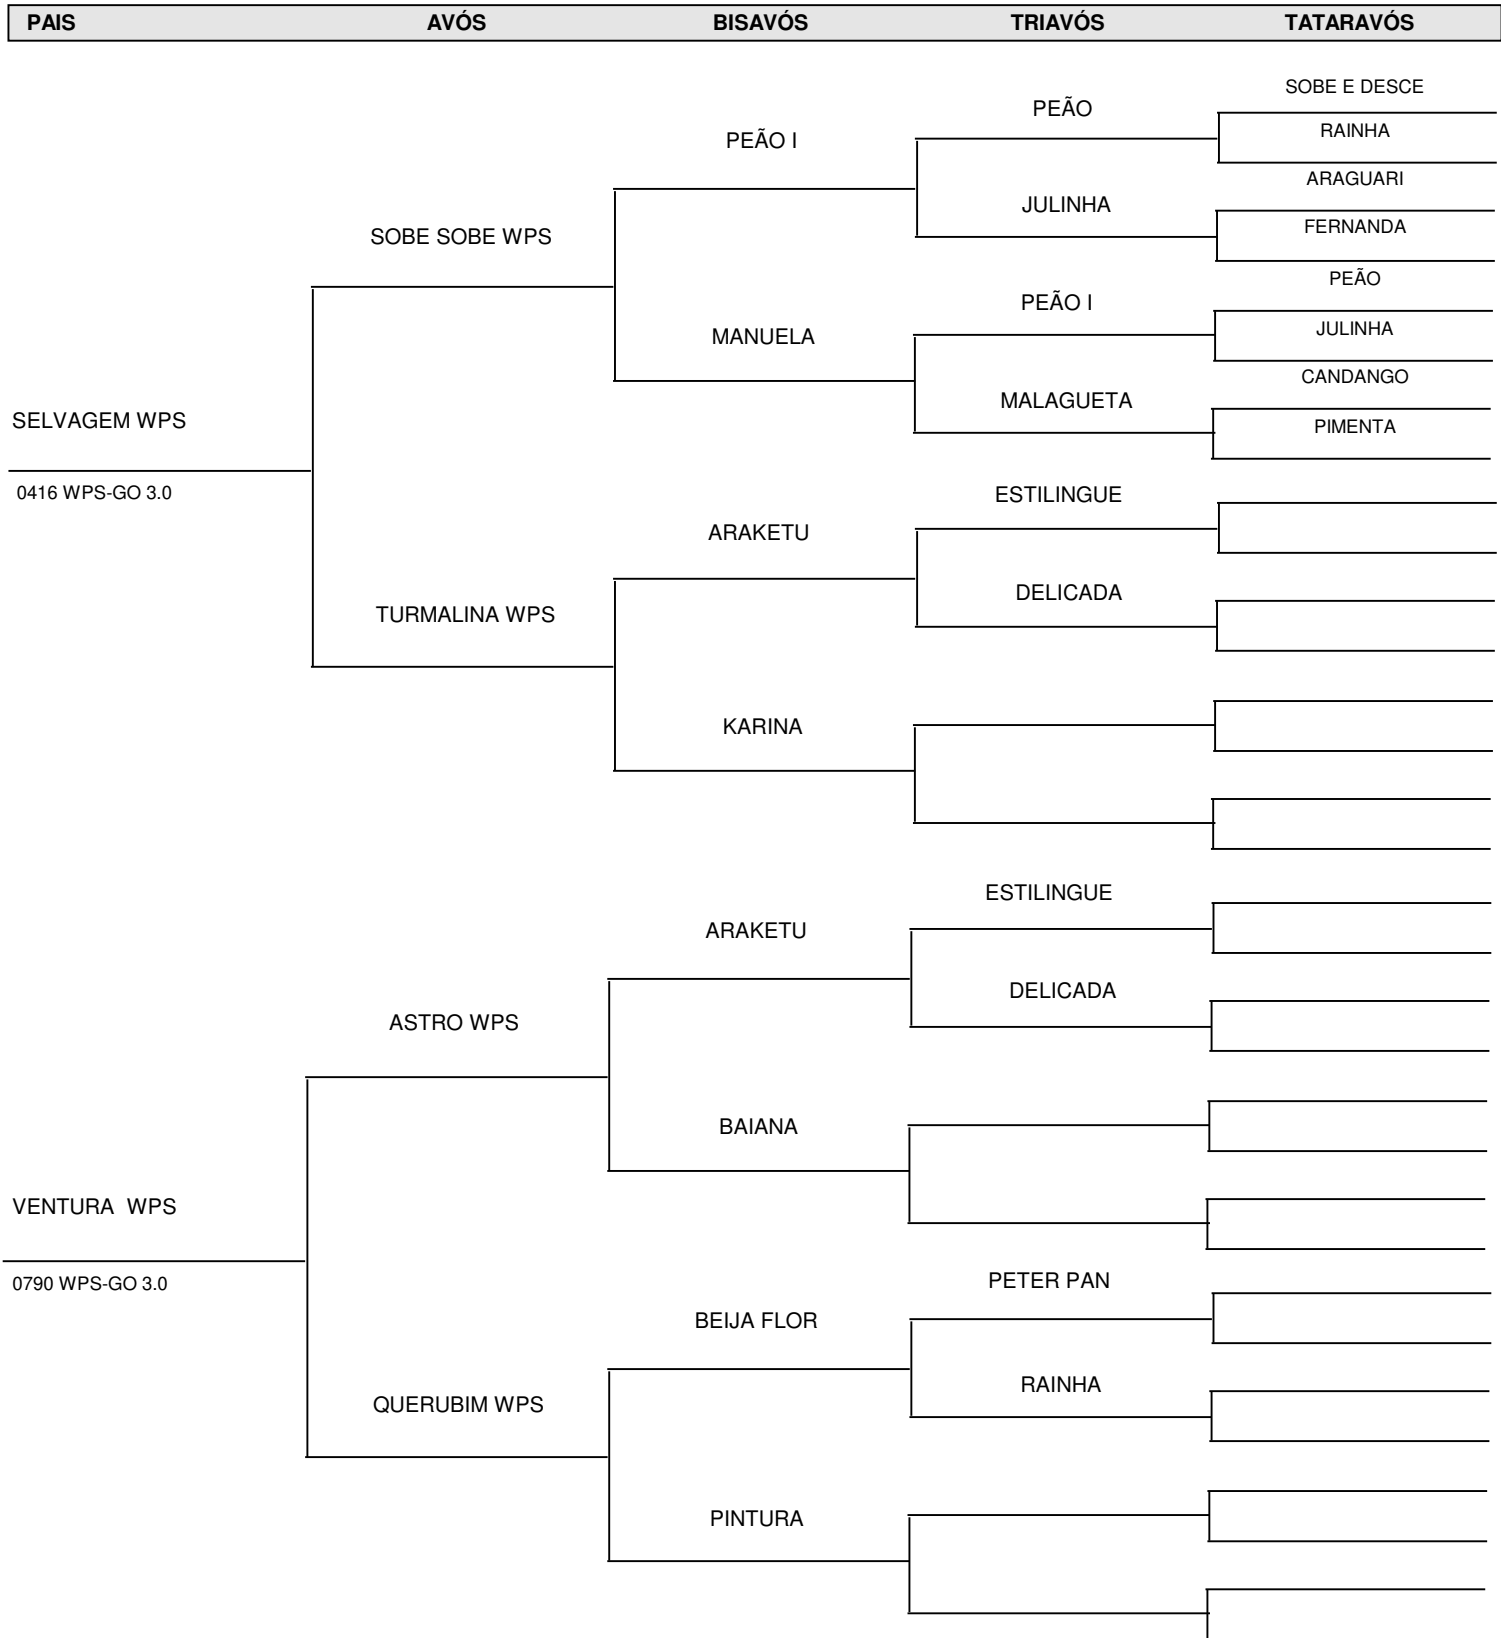 PAIS AVÓS BISAVÓS TRIAVÓS TATARAVÓS
SOBE E DESCE
PEÃO
RAINHA
PEÃO I
ARAGUARI
JULINHA
FERNANDA
SOBE SOBE WPS
PEÃO
PEÃO I
JULINHA
MANUELA
CANDANGO
MALAGUETA
SELVAGEM WPS
PIMENTA
0416 WPS-GO 3.0
ESTILINGUE
ARAKETU
DELICADA
TURMALINA WPS
KARINA
ESTILINGUE
ARAKETU
DELICADA
ASTRO WPS
BAIANA
VENTURA  WPS
0790 WPS-GO 3.0
PETER PAN
BEIJA FLOR
RAINHA
QUERUBIM WPS
PINTURA